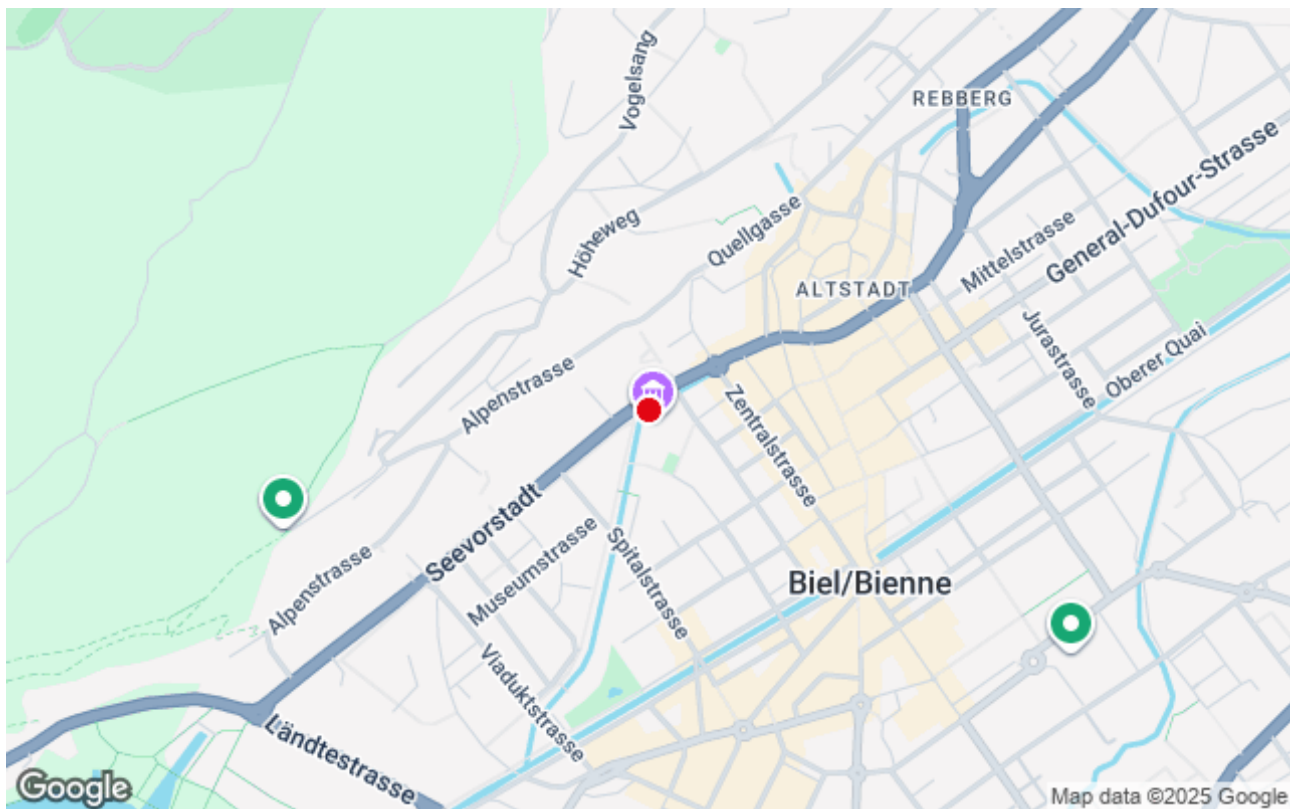 Vogelsang
REBBERG
General-Dufour-Strasse
Höheweg
Quellgasse
Mittelstrasse
ALTSTADT
Jurastrasse
Oberer Quai
Alpenstrasse
Zentralstrasse
Seevorstadt
Museumstrasse
Spitalstrasse
Biel/Bienne
Alpenstrasse
Viaduktstrasse
Ländtestrasse
Google
Map data ©2025 Google